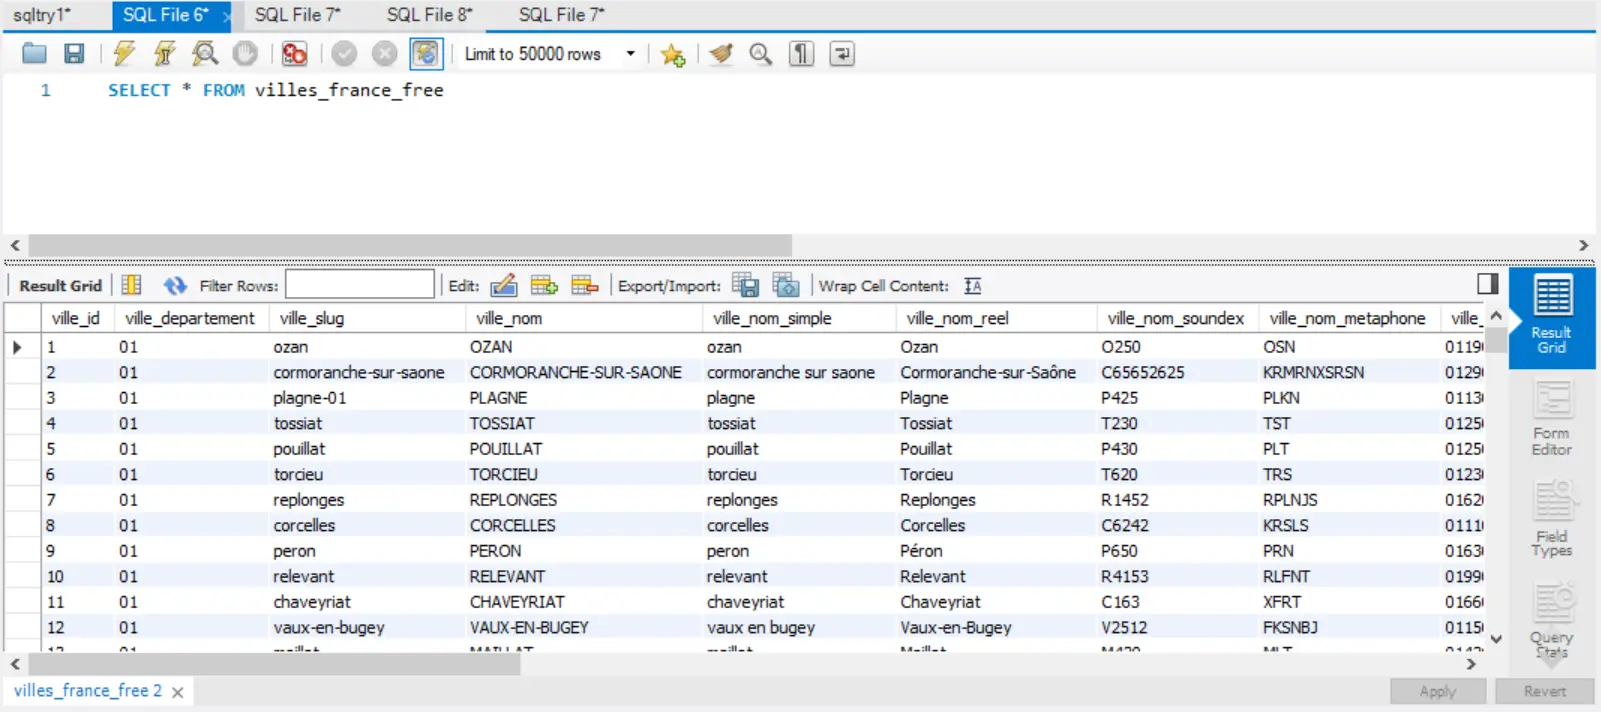 sqltry1* SQL File 6* SQL File 7* SQL File 8* SQL File 7*
Limit to 50000 rows
1 SELECT * FROM villes_france_free
Result Grid Filter Rows: Edit: Export/Import: Wrap Cell Content:
ville_id ville_departement ville_slug ville_nom ville_nom_simple ville_nom_reel ville_nom_soundex ville_nom_metaphone ville_
1 01 ozan OZAN ozan Ozan O250 OSN 0119
2 01 cormoranche-sur-saone CORMORANCHE-SUR-SAONE cormoranche sur saone Cormoranche-sur-Saône C65652625 KRMRNXSRSN 0129
3 01 plagne-01 PLAGNE plagne Plagne P425 PLKN 0113
4 01 tossiat TOSSIAT tossiat Tossiat T230 TST 0125
5 01 pouillat POUILLAT pouillat Pouillat P430 PLT 0125
6 01 torcieu TORCIEU torcieu Torcieu T620 TRS 0123
7 01 replonges REPLONGES replonges Replonges R1452 RPLNJS 0162
8 01 corcelles CORCELLES corcelles Corcelles C6242 KRSLS 0111
9 01 peron PERON peron Péron P650 PRN 0163
10 01 relevant RELEVANT relevant Relevant R4153 RLFNT 0199
11 01 chaveyriat CHAVEYRIAT chaveyriat Chaveyriat C163 XFRT 0166
12 01 vaux-en-bugey VAUX-EN-BUGEY vaux en bugey Vaux-en-Bugey V2512 FKSNBJ 0115
Result
Grid
Form
Editor
Field
Types
Query
Stats
villes_france_free 2
Apply Revert